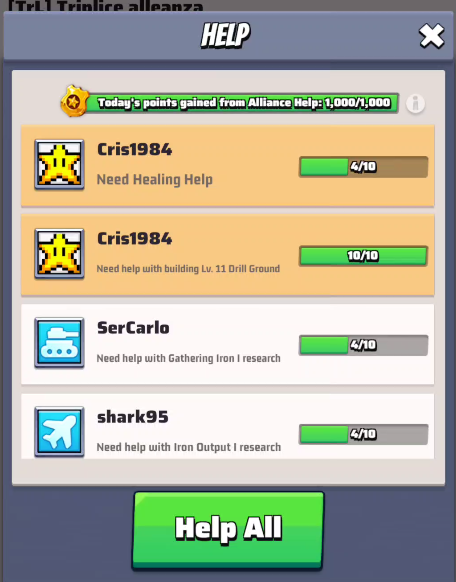 [TrL] Triplice alleanza
HELP
Today's points gained from Alliance Help: 1,000/1,000
Cris1984
Need Healing Help
4/10
Cris1984
Need help with building Lv. 11 Drill Ground
10/10
SerCarlo
Need help with Gathering Iron I research
4/10
shark95
Need help with Iron Output I research
4/10
Help All